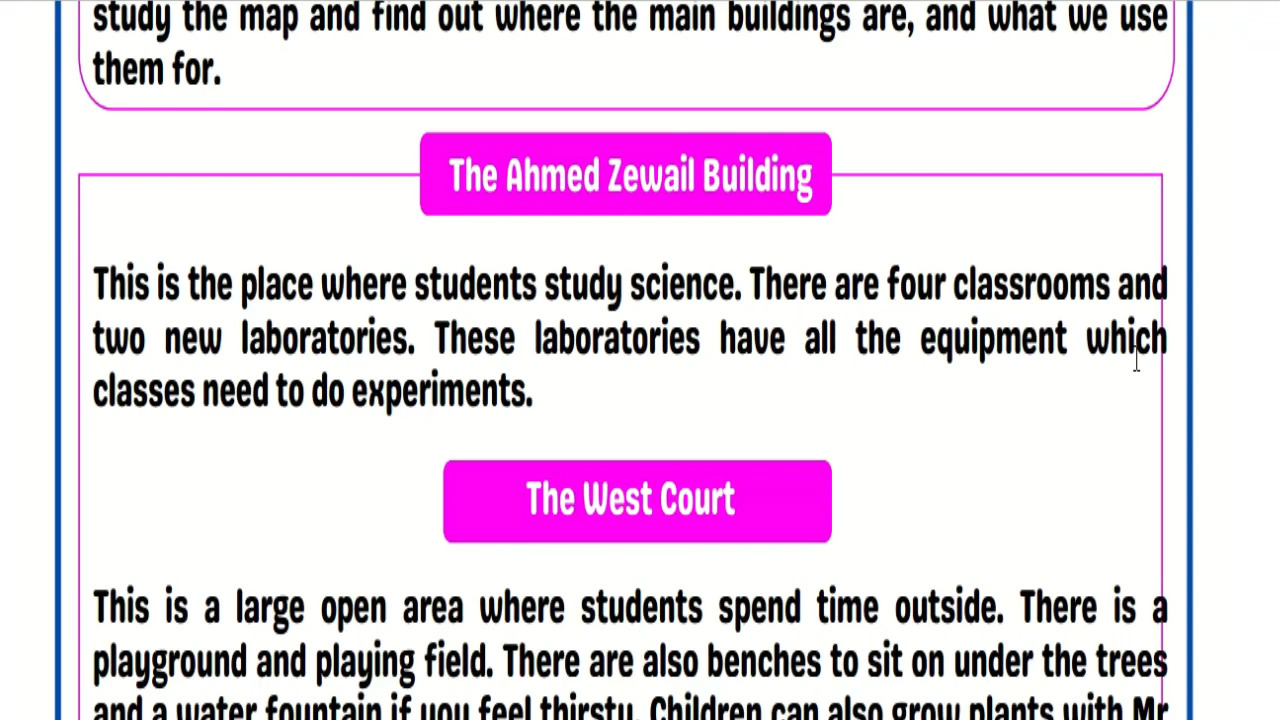 study the map and find out where the main buildings are, and what we use
them for.
The Ahmed Zewail Building
This is the place where students study science. There are four classrooms and
two new laboratories. These laboratories have all the equipment which
classes need to do experiments.
The West Court
This is a large open area where students spend time outside. There is a
playground and playing field. There are also benches to sit on under the trees
and a water fountain if you feel thirsty. Children can also grow plants with Mr